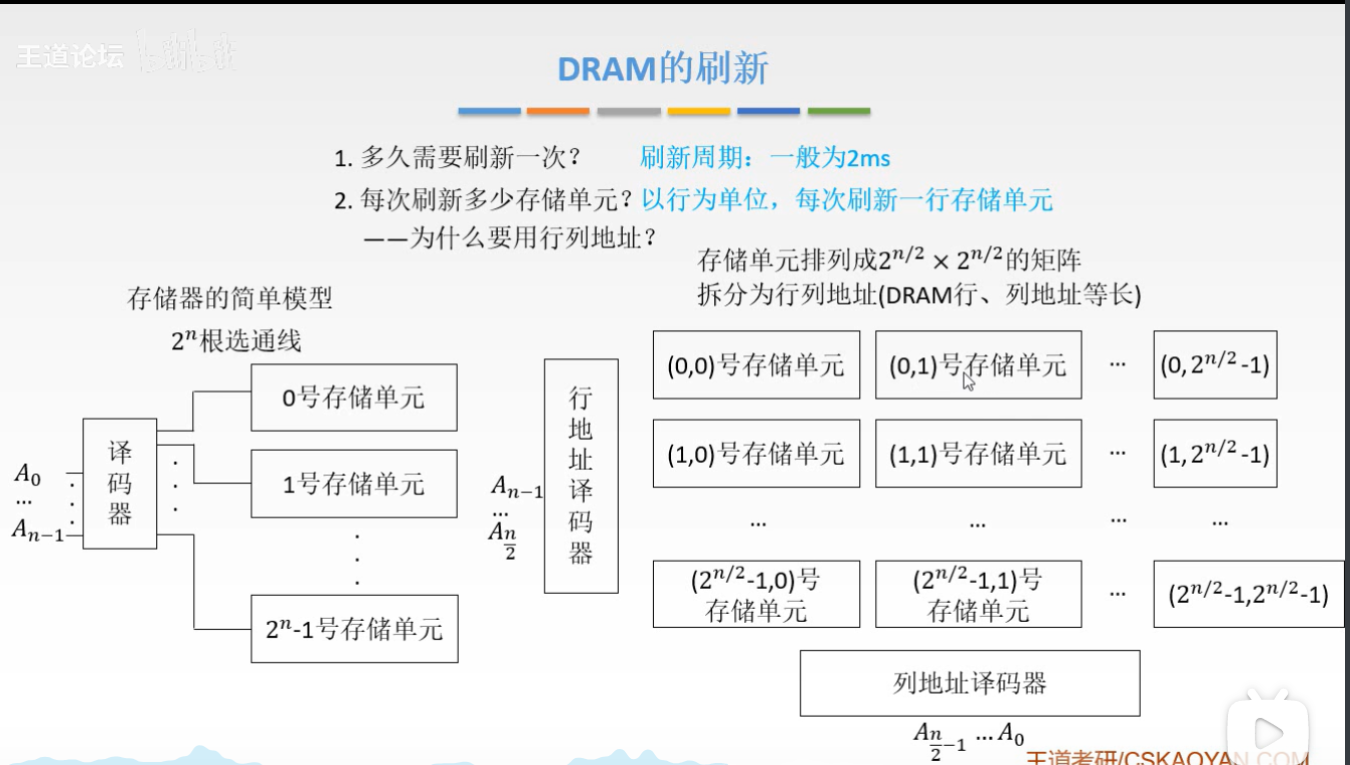 王道论坛
DRAM的刷新
1. 多久需要刷新一次？ 刷新周期：一般为2ms
2. 每次刷新多少存储单元？以行为单位，每次刷新一行存储单元
——为什么要用行列地址？
存储单元排列成2^{n/2} × 2^{n/2}的矩阵
拆分为行列地址(DRAM行、列地址等长)
存储器的简单模型
2^n根选通线
A_0
...
A_{n-1}
译码器
0号存储单元
1号存储单元
2^n-1号存储单元
A_{n-1}
...
A_{n/2}
行地址译码器
(0,0)号存储单元 (0,1)号存储单元 ... (0, 2^{n/2}-1)
(1,0)号存储单元 (1,1)号存储单元 ... (1, 2^{n/2}-1)
... ... ... ...
(2^{n/2}-1,0)号存储单元 (2^{n/2}-1,1)号存储单元 ... (2^{n/2}-1,2^{n/2}-1)
列地址译码器
A_{n/2-1} ... A_0
王道考研/CSKAOYAN.COM